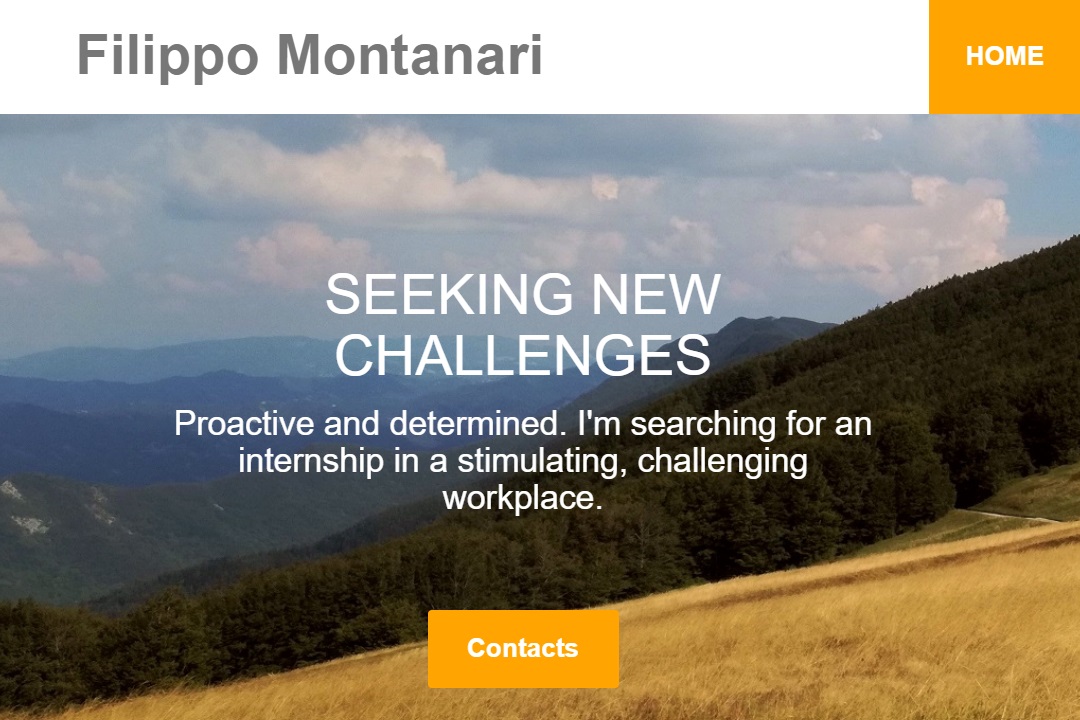 Filippo Montanari
HOME
SEEKING NEW
CHALLENGES
Proactive and determined. I'm searching for an
internship in a stimulating, challenging
workplace.
Contacts